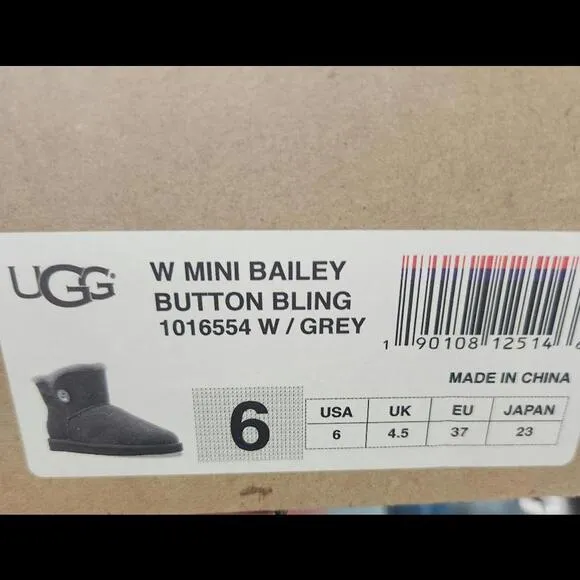 UGG
W MINI BAILEY
BUTTON BLING
1016554 W / GREY
1 90108 12514 6
MADE IN CHINA
6
USA UK EU JAPAN
6 4.5 37 23